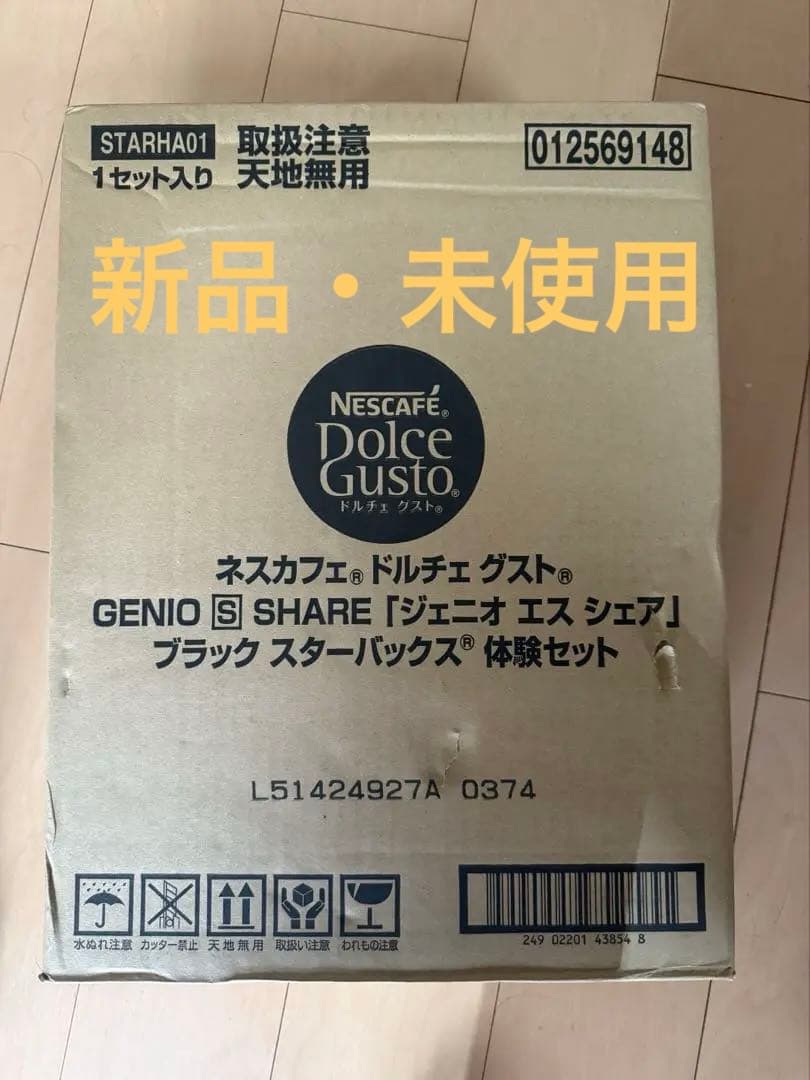 STARHA01 取扱注意 012569148
1セット入り 天地無用
新品・未使用
NESCAFÉ®
Dolce
Gusto®
ドルチェ グスト®
ネスカフェ® ドルチェ グスト®
GENIO S SHARE「ジェニオ エス シェア」
ブラック スターバックス® 体験セット
L51424927A 0374
水ぬれ注意 カッター禁止 天地無用 取扱い注意 われもの注意
249 02201 43854 8